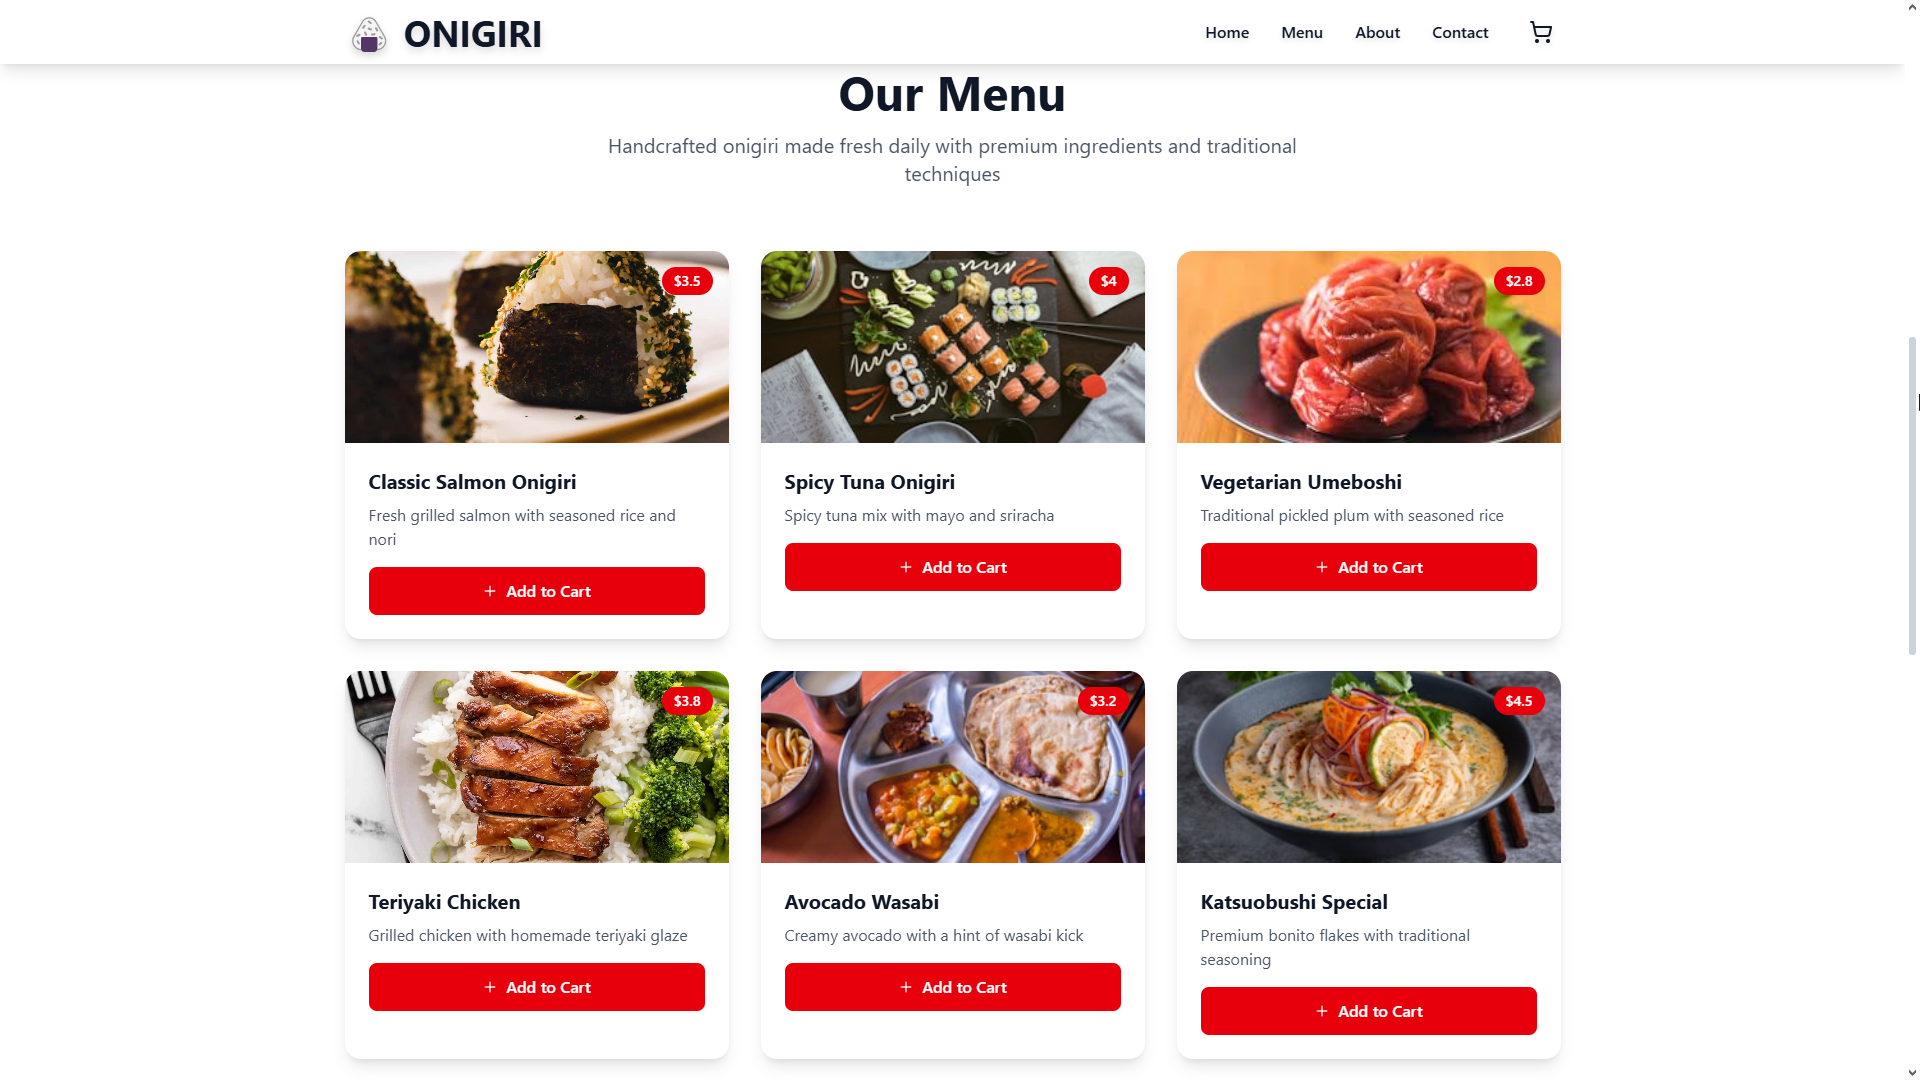 ONIGIRI
Home
Menu
About
Contact
Our Menu
Handcrafted onigiri made fresh daily with premium ingredients and traditional
techniques
$3.5
$4
$2.8
Classic Salmon Onigiri
Fresh grilled salmon with seasoned rice and
nori
+ Add to Cart
Spicy Tuna Onigiri
Spicy tuna mix with mayo and sriracha
+ Add to Cart
Vegetarian Umeboshi
Traditional pickled plum with seasoned rice
+ Add to Cart
$3.8
$3.2
$4.5
Teriyaki Chicken
Grilled chicken with homemade teriyaki glaze
+ Add to Cart
Avocado Wasabi
Creamy avocado with a hint of wasabi kick
+ Add to Cart
Katsuobushi Special
Premium bonito flakes with traditional
seasoning
+ Add to Cart